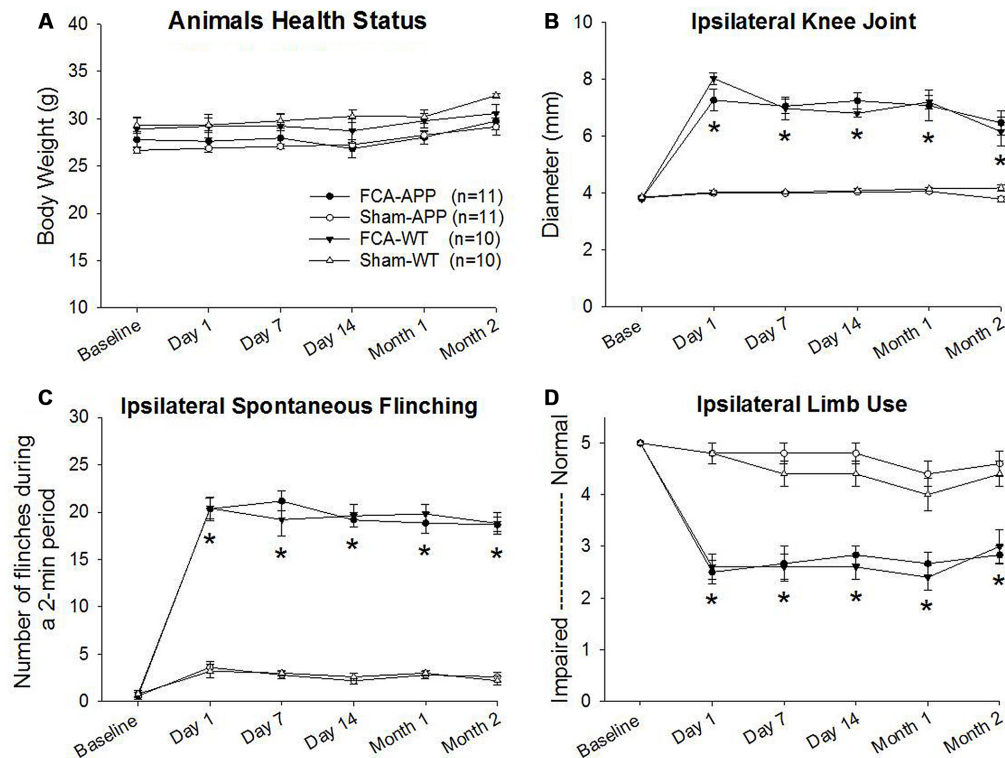 A
Animals Health Status
Body Weight (g)
40
35
30
25
20
15
10
FCA-APP (n=11)
Sham-APP (n=11)
FCA-WT (n=10)
Sham-WT (n=10)
Baseline
Day 1
Day 7
Day 14
Month 1
Month 2
B
Ipsilateral Knee Joint
Diameter (mm)
10
8
6
4
2
0
*
*
*
*
*
Base
Day 1
Day 7
Day 14
Month 1
Month 2
C
Ipsilateral Spontaneous Flinching
Number of flinches during
a 2-min period
30
25
20
15
10
5
0
*
*
*
*
*
Baseline
Day 1
Day 7
Day 14
Month 1
Month 2
D
Ipsilateral Limb Use
Impaired --------------- Normal
5
4
3
2
1
0
*
*
*
*
*
Baseline
Day 1
Day 7
Day 14
Month 1
Month 2